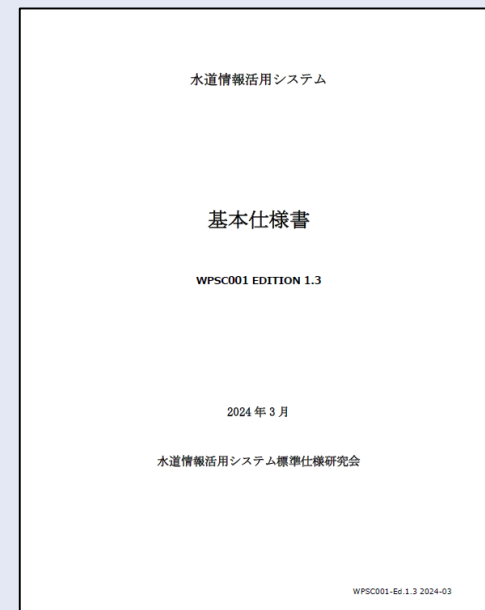 水道情報活用システム
基本仕様書
WPSC001 EDITION 1.3
2024 年 3 月
水道情報活用システム標準仕様研究会
WPSC001-Ed.1.3 2024-03